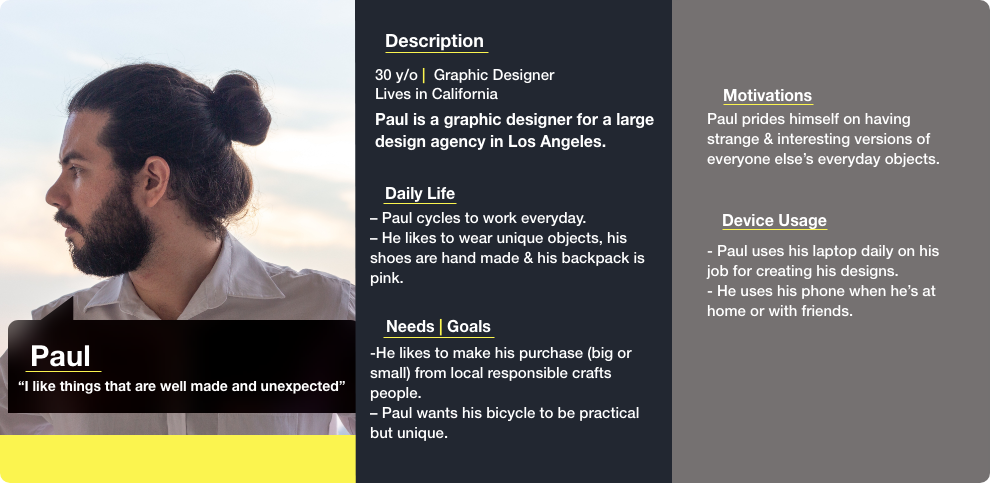 Paul
“I like things that are well made and unexpected”
Description
30 y/o | Graphic Designer
Lives in California
Paul is a graphic designer for a large
design agency in Los Angeles.
Daily Life
– Paul cycles to work everyday.
– He likes to wear unique objects, his
shoes are hand made & his backpack is
pink.
Needs | Goals
-He likes to make his purchase (big or
small) from local responsible crafts
people.
– Paul wants his bicycle to be practical
but unique.
Motivations
Paul prides himself on having
strange & interesting versions of
everyone else’s everyday objects.
Device Usage
- Paul uses his laptop daily on his
job for creating his designs.
- He uses his phone when he’s at
home or with friends.